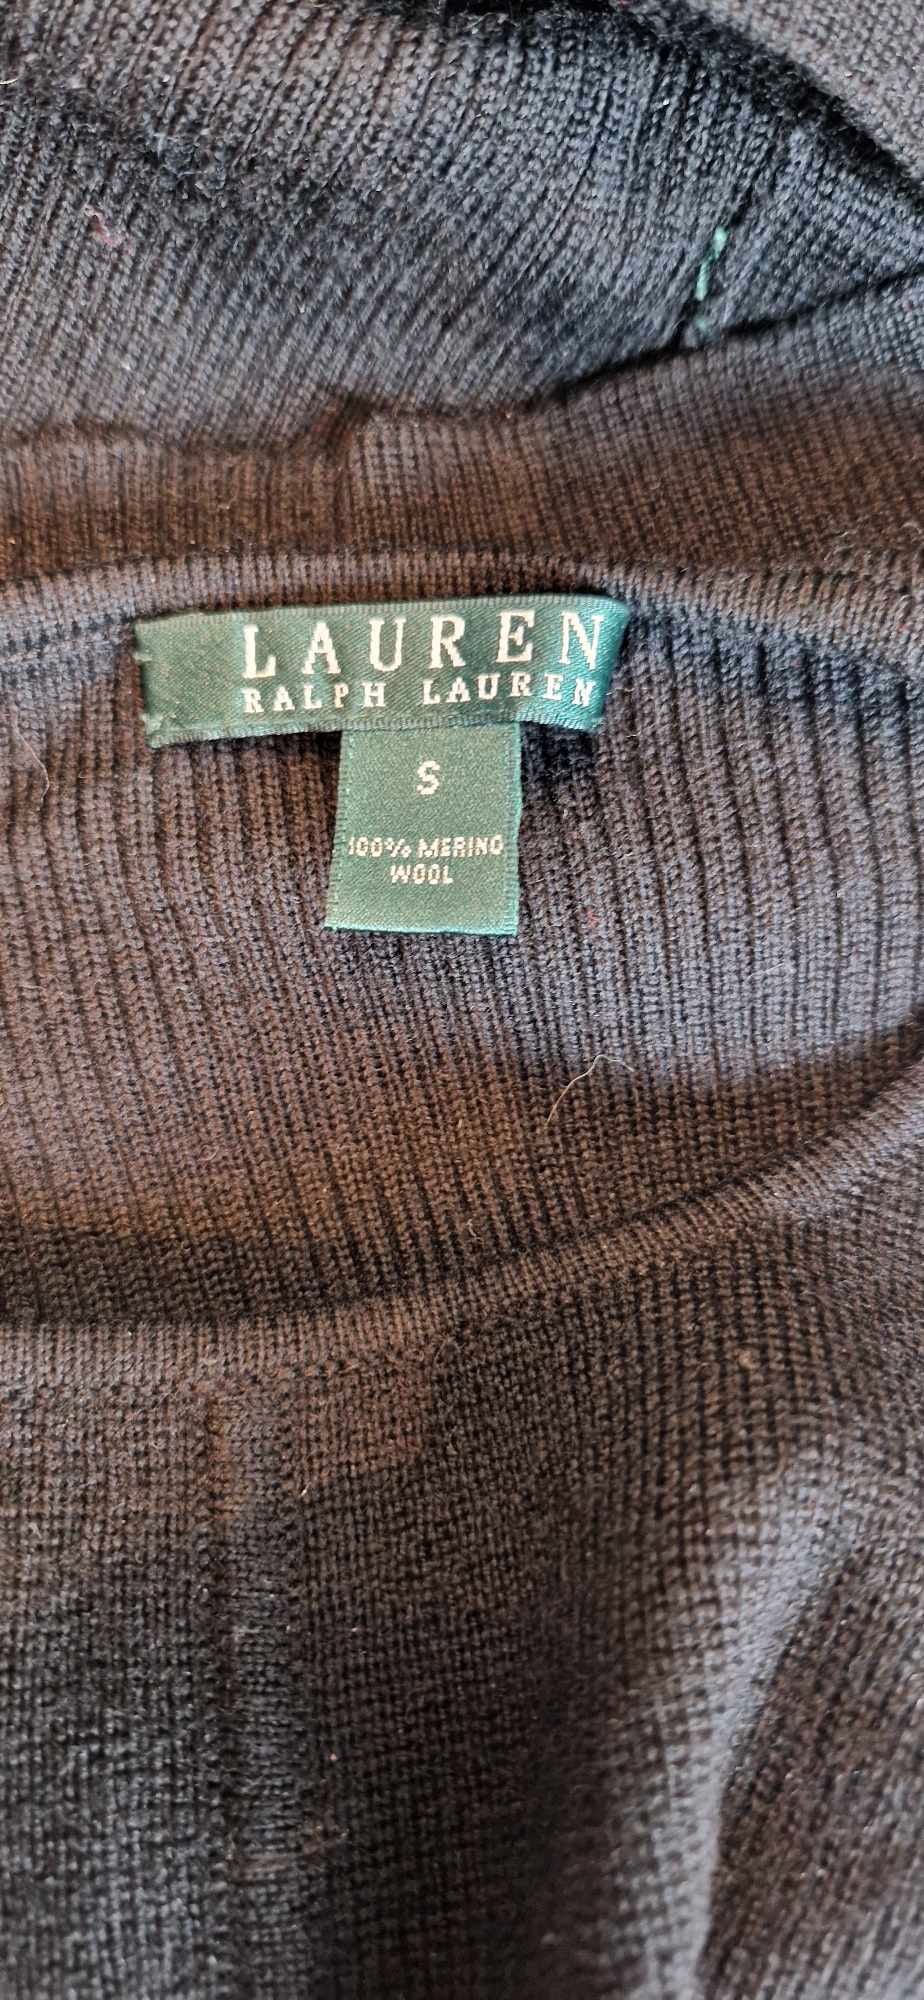 LAUREN
RALPH LAUREN
S
100% MERINO
WOOL